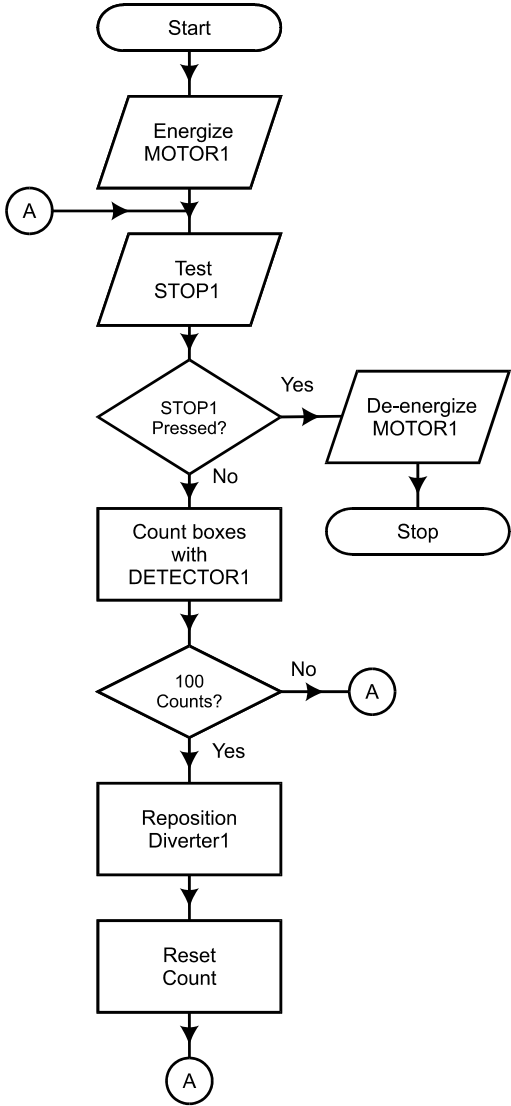 Start
Energize
MOTOR1
A
Test
STOP1
STOP1
Pressed?
Yes
De-energize
MOTOR1
Stop
No
Count boxes
with
DETECTOR1
100
Counts?
No
A
Yes
Reposition
Diverter1
Reset
Count
A